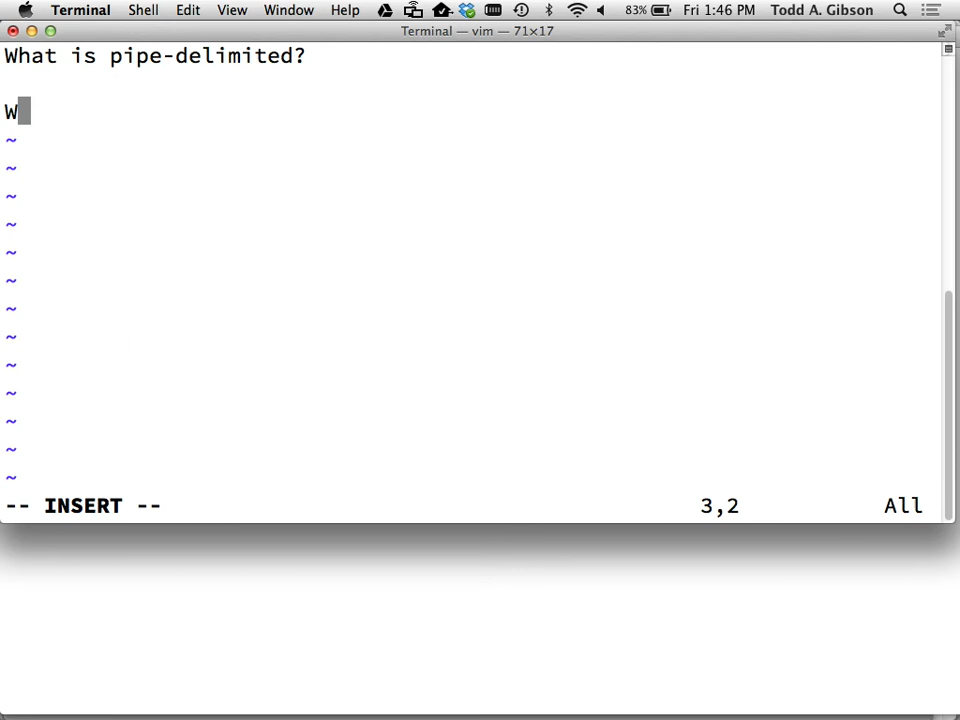 Terminal Shell Edit View Window Help 83% Fri 1:46 PM Todd A. Gibson
Terminal — vim — 71×17
What is pipe-delimited?
W
~
~
~
~
~
~
~
~
~
~
~
~
~
-- INSERT -- 3,2 All